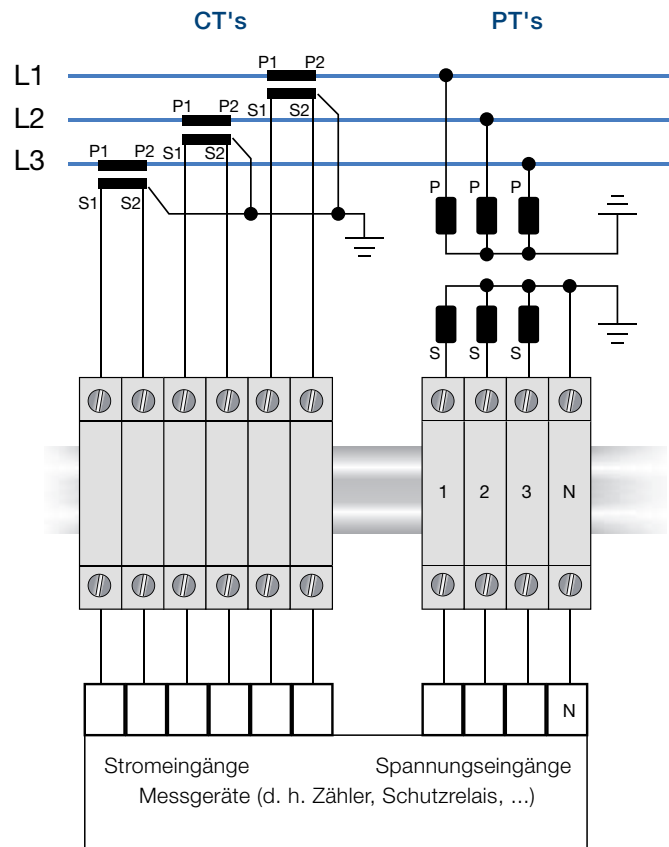 CT's PT's
P1 P2
L1
S1 S2
P1 P2
L2
S1 S2
P1 P2
L3
S1 S2
P P P
S S S
1 2 3 N
N
Stromeingänge Spannungseingänge
Messgeräte (d. h. Zähler, Schutzrelais, ...)